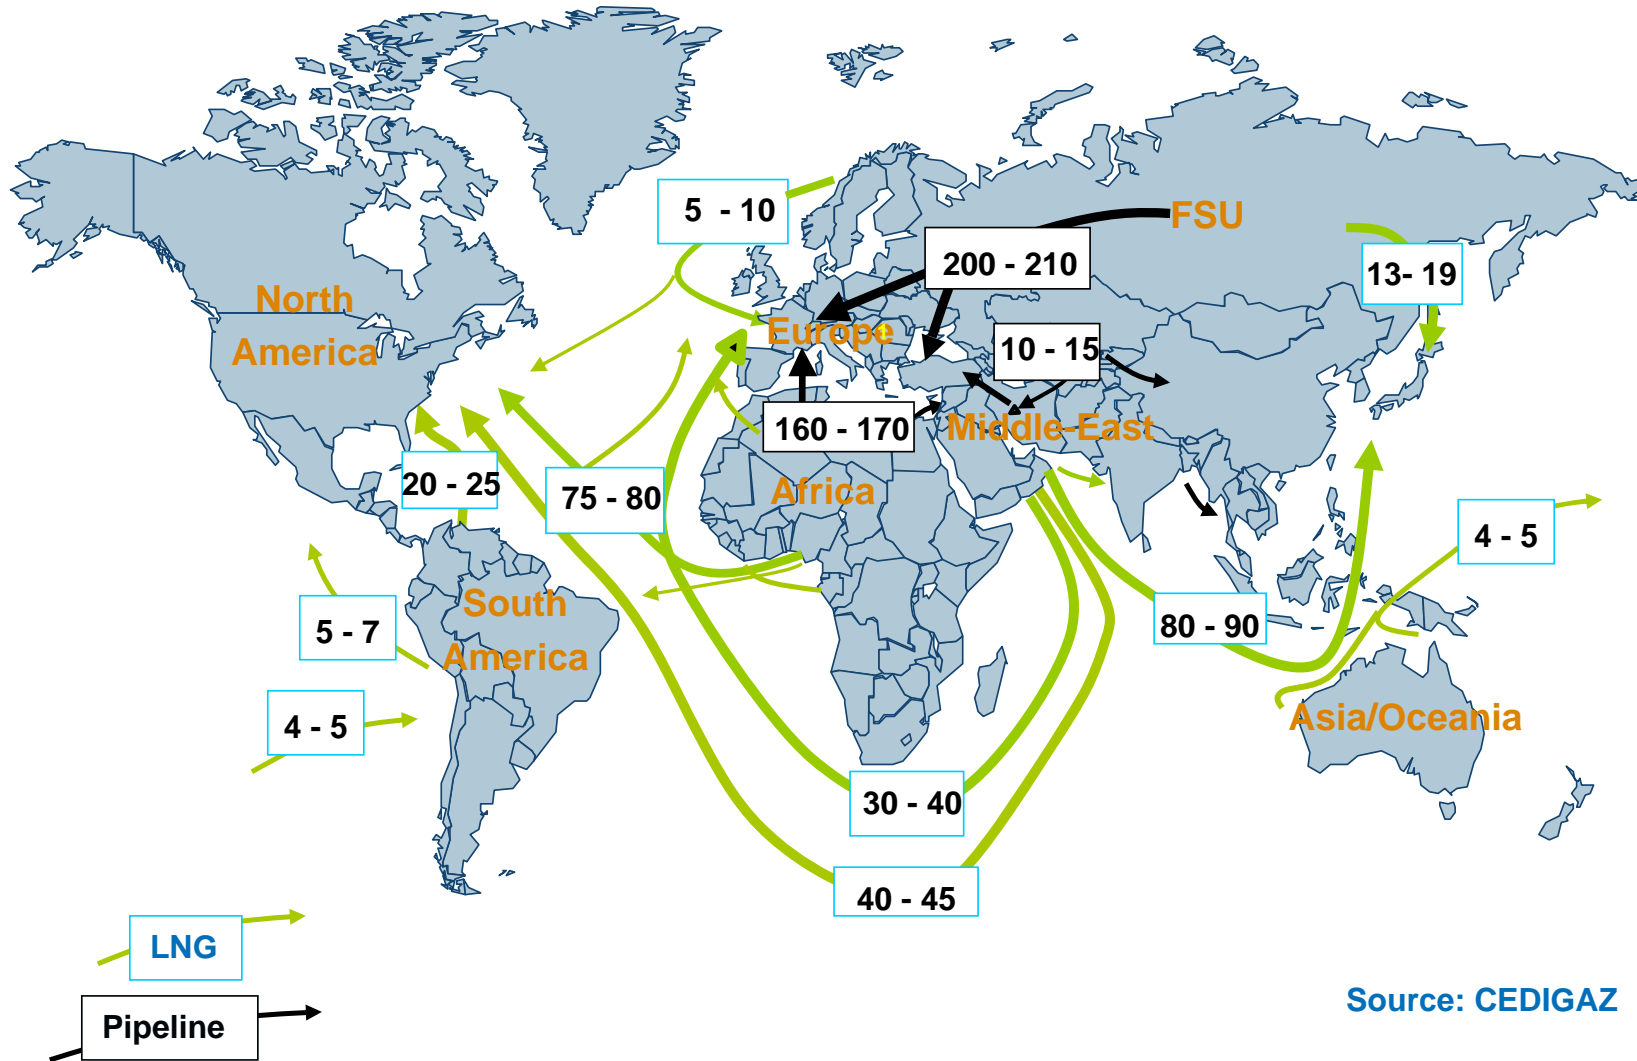 5 - 10
FSU
200 - 210
13- 19
North
America
Europe
10 - 15
160 - 170
Middle-East
20 - 25
75 - 80
Africa
4 - 5
South
America
5 - 7
80 - 90
4 - 5
Asia/Oceania
30 - 40
40 - 45
LNG
Source: CEDIGAZ
Pipeline